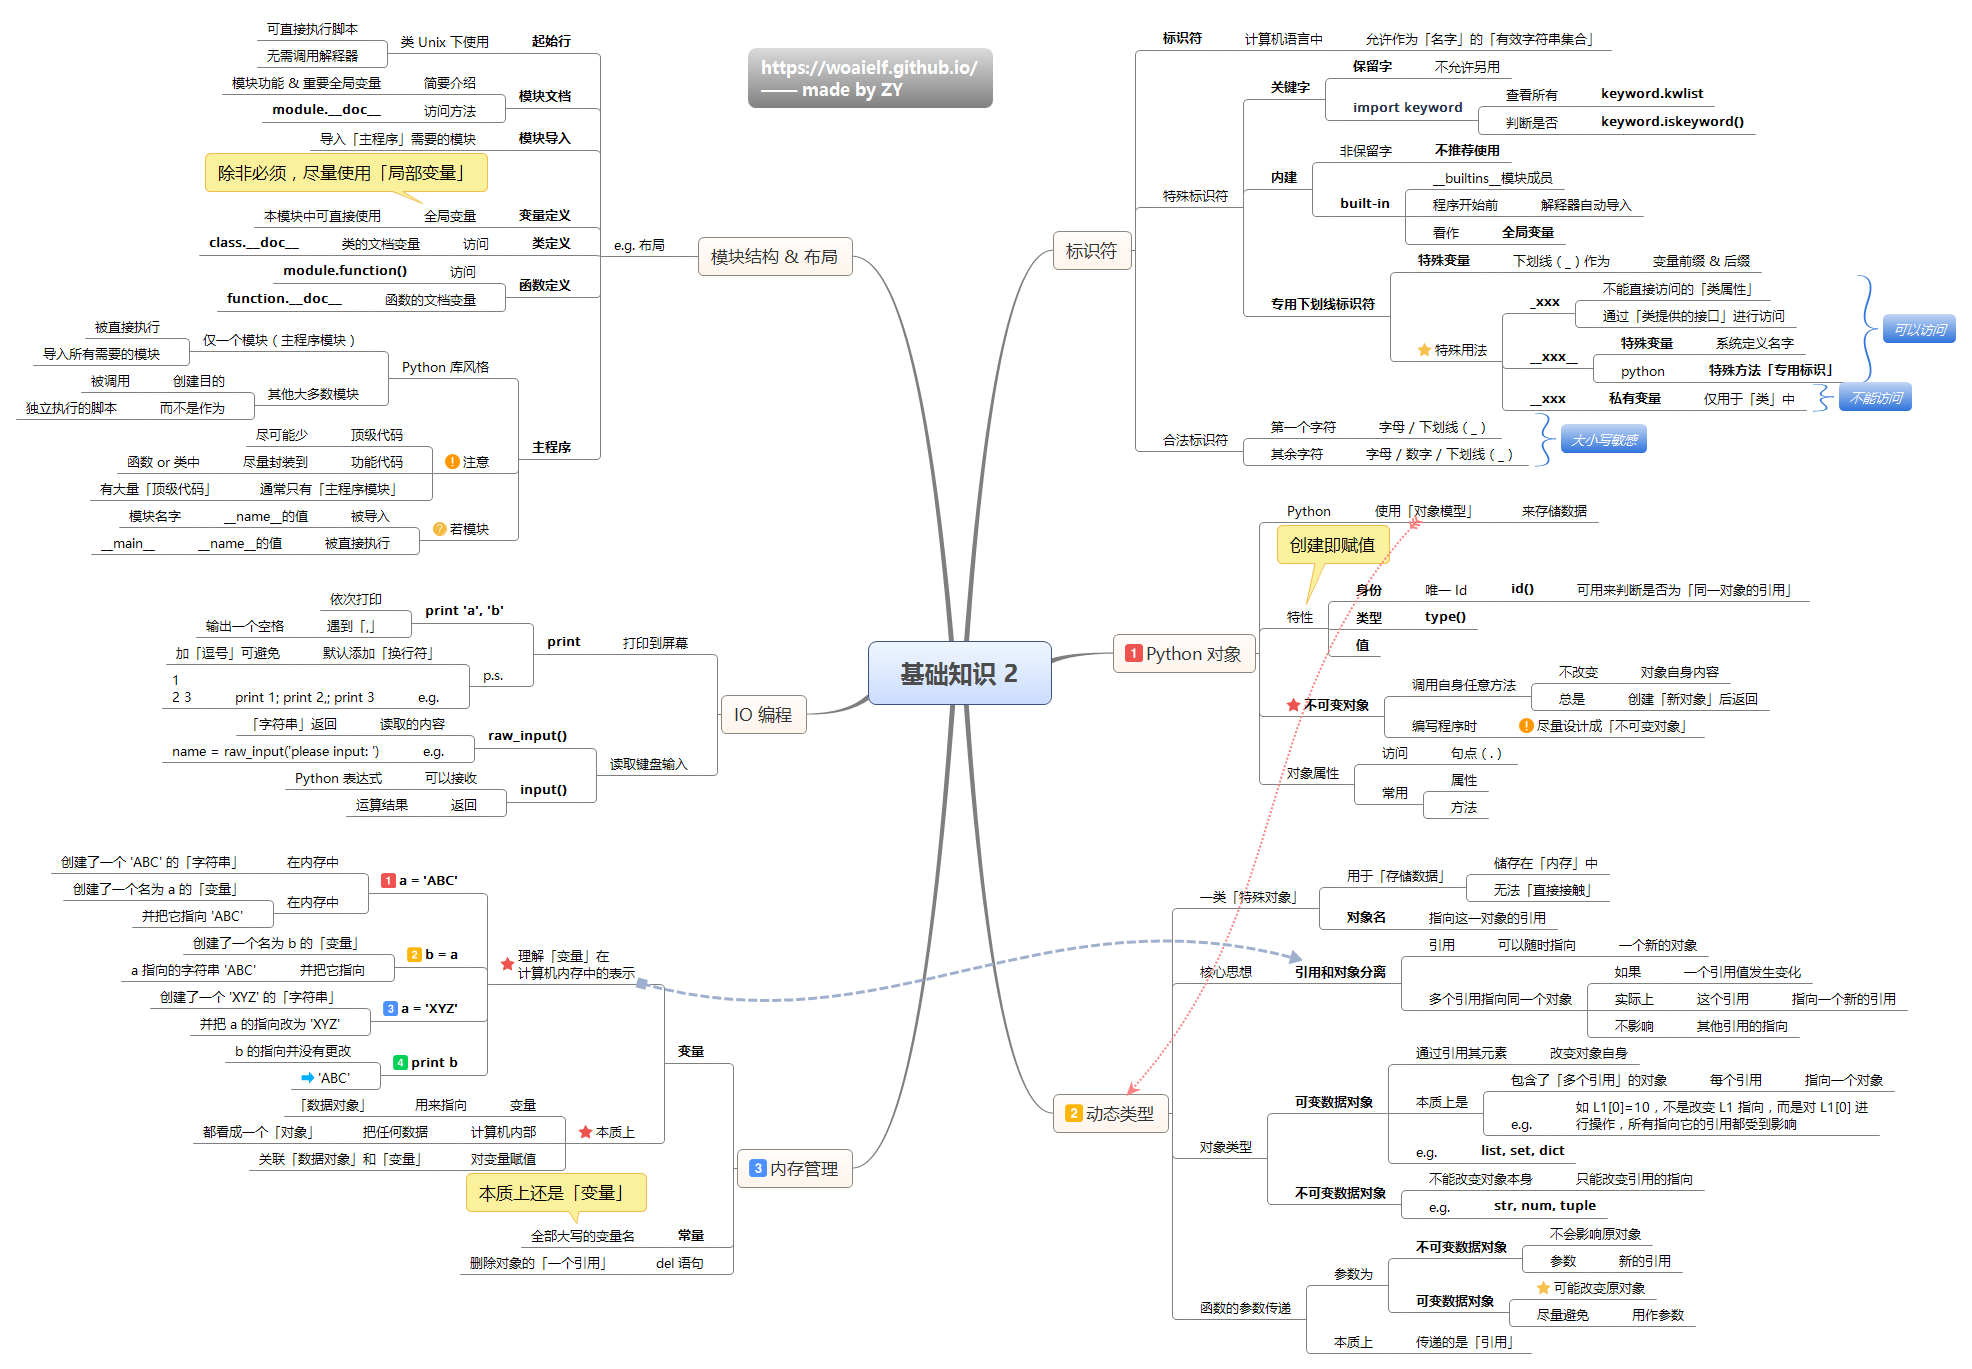 https://woaielf.github.io/
—— made by ZY
基础知识 2
模块结构 & 布局
e.g. 布局
起始行
类 Unix 下使用
可直接执行脚本
无需调用解释器
模块文档
简要介绍
模块功能 & 重要全局变量
访问方法
module.__doc__
模块导入
导入「主程序」需要的模块
除非必须，尽量使用「局部变量」
变量定义
全局变量
本模块中可直接使用
类定义
访问
类的文档变量
class.__doc__
函数定义
访问
module.function()
函数的文档变量
function.__doc__
主程序
Python 库风格
仅一个模块（主程序模块）
被直接执行
导入所有需要的模块
其他大多数模块
创建目的
被调用
而不是作为
独立执行的脚本
注意
顶级代码
尽可能少
功能代码
尽量封装到
函数 or 类中
通常只有「主程序模块」
有大量「顶级代码」
若模块
被导入
__name__的值
模块名字
被直接执行
__name__的值
__main__
IO 编程
打印到屏幕
print
print 'a', 'b'
依次打印
遇到「,」
输出一个空格
p.s.
默认添加「换行符」
加「逗号」可避免
e.g.
print 1; print 2,; print 3
1
2 3
读取键盘输入
raw_input()
读取的内容
「字符串」返回
e.g.
name = raw_input('please input: ')
input()
可以接收
Python 表达式
返回
运算结果
3 内存管理
变量
理解「变量」在
计算机内存中的表示
1 a = 'ABC'
在内存中
创建了一个 'ABC' 的「字符串」
在内存中
创建了一个名为 a 的「变量」
并把它指向 'ABC'
2 b = a
创建了一个名为 b 的「变量」
并把它指向
a 指向的字符串 'ABC'
3 a = 'XYZ'
创建了一个 'XYZ' 的「字符串」
并把 a 的指向改为 'XYZ'
4 print b
b 的指向并没有更改
'ABC'
本质上
变量
用来指向
「数据对象」
计算机内部
把任何数据
都看成一个「对象」
对变量赋值
关联「数据对象」和「变量」
本质上还是「变量」
常量
全部大写的变量名
del 语句
删除对象的「一个引用」
标识符
标识符
计算机语言中
允许作为「名字」的「有效字符串集合」
特殊标识符
关键字
保留字
不允许另用
import keyword
查看所有
keyword.kwlist
判断是否
keyword.iskeyword()
内建
非保留字
不推荐使用
built-in
__builtins__模块成员
程序开始前
解释器自动导入
看作
全局变量
专用下划线标识符
特殊变量
下划线（_）作为
变量前缀 & 后缀
特殊用法
_xxx
不能直接访问的「类属性」
通过「类提供的接口」进行访问
__xxx__
特殊变量
系统定义名字
python
特殊方法「专用标识」
__xxx
私有变量
仅用于「类」中
可以访问
不能访问
合法标识符
第一个字符
字母 / 下划线（_）
其余字符
字母 / 数字 / 下划线（_）
大小写敏感
1 Python 对象
Python
使用「对象模型」
来存储数据
创建即赋值
特性
身份
唯一 Id
id()
可用来判断是否为「同一对象的引用」
类型
type()
值
不可变对象
调用自身任意方法
不改变
对象自身内容
总是
创建「新对象」后返回
编写程序时
尽量设计成「不可变对象」
对象属性
访问
句点（.）
常用
属性
方法
2 动态类型
一类「特殊对象」
用于「存储数据」
储存在「内存」中
无法「直接接触」
对象名
指向这一对象的引用
核心思想
引用和对象分离
引用
可以随时指向
一个新的对象
多个引用指向同一个对象
如果
一个引用值发生变化
实际上
这个引用
指向一个新的引用
不影响
其他引用的指向
对象类型
可变数据对象
通过引用其元素
改变对象自身
本质上是
包含了「多个引用」的对象
每个引用
指向一个对象
e.g.
如 L1[0]=10，不是改变 L1 指向，而是对 L1[0] 进
行操作，所有指向它的引用都受到影响
e.g.
list, set, dict
不可变数据对象
不能改变对象本身
只能改变引用的指向
e.g.
str, num, tuple
函数的参数传递
参数为
不可变数据对象
不会影响原对象
参数
新的引用
可变数据对象
可能改变原对象
尽量避免
用作参数
本质上
传递的是「引用」